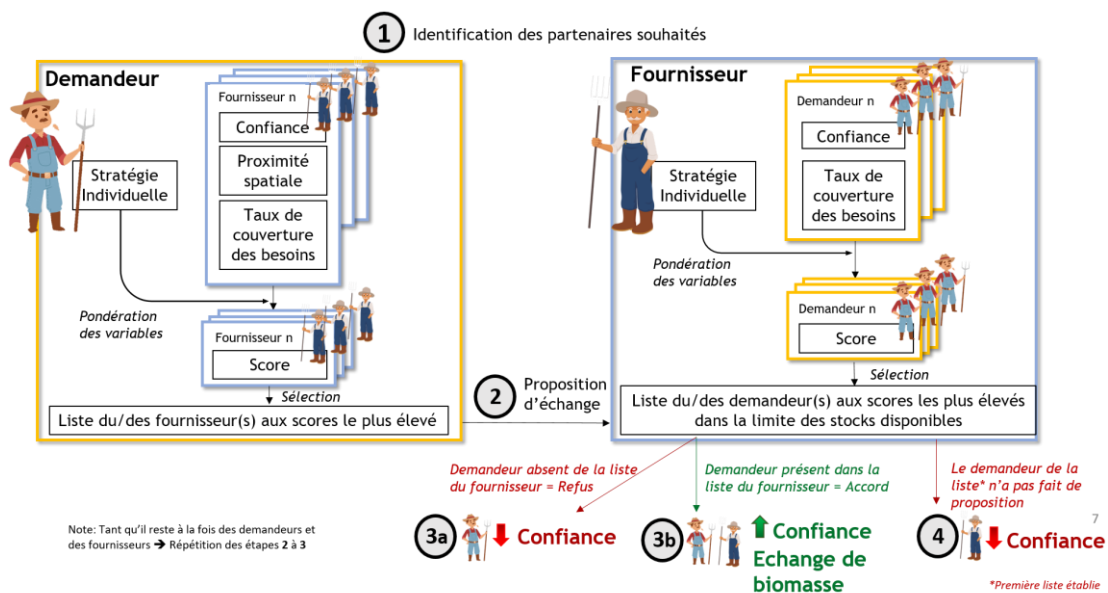 1 Identification des partenaires souhaités
Demandeur
Fournisseur n
Confiance
Proximité
spatiale
Taux de
couverture
des besoins
Stratégie
Individuelle
Pondération
des variables
Fournisseur n
Score
Sélection
Liste du/des fournisseur(s) aux scores le plus élevé
2 Proposition
d'échange
Fournisseur
Demandeur n
Confiance
Taux de
couverture
des besoins
Stratégie
Individuelle
Pondération
des variables
Demandeur n
Score
Sélection
Liste du/des demandeur(s) aux scores les plus élevés
dans la limite des stocks disponibles
Demandeur absent de la liste
du fournisseur = Refus
3a Confiance
Demandeur présent dans la
liste du fournisseur = Accord
3b Confiance
Echange de
biomasse
Le demandeur de la
liste* n'a pas fait de
proposition
7
4 Confiance
*Première liste établie
Note: Tant qu'il reste à la fois des demandeurs et
des fournisseurs → Répétition des étapes 2 à 3